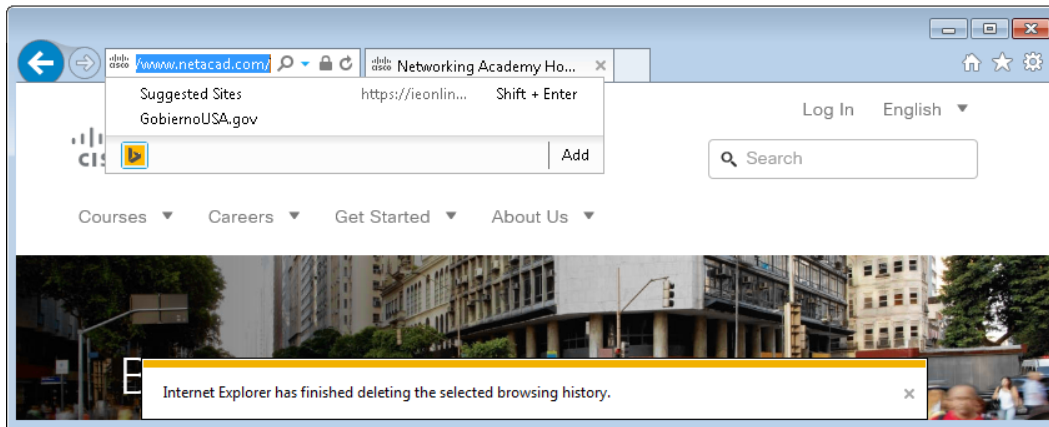 /www.netacad.com/
cisco Networking Academy Ho...
Suggested Sites https://ieonlin... Shift + Enter
GobiernoUSA.gov
Add
Log In English
Search
Courses Careers Get Started About Us
Internet Explorer has finished deleting the selected browsing history.